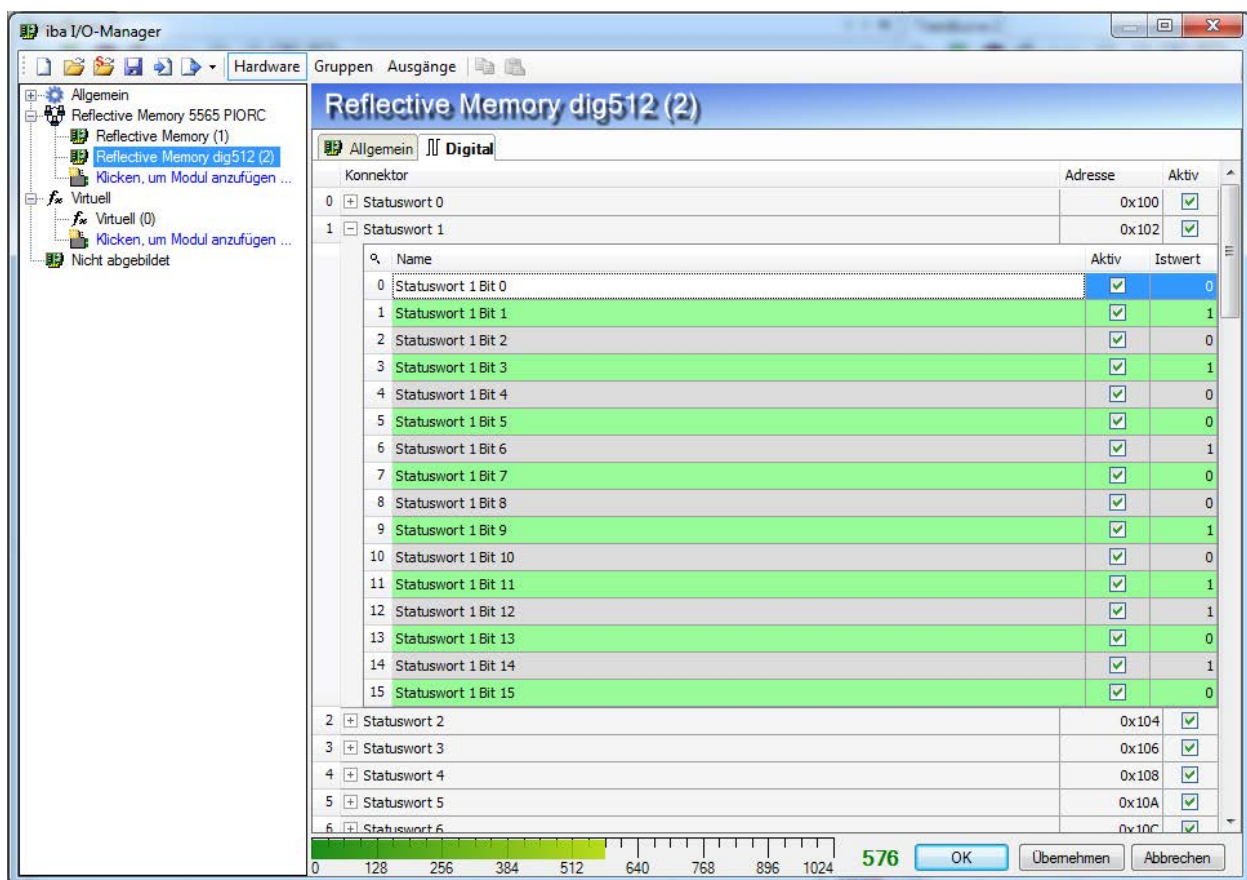 iba I/O-Manager
Hardware Gruppen Ausgänge
Allgemein
Reflective Memory 5565 PIORC
Reflective Memory (1)
Reflective Memory dig512 (2)
Klicken, um Modul anzufügen ...
Virtuell
Virtuell (0)
Klicken, um Modul anzufügen ...
Nicht abgebildet
Reflective Memory dig512 (2)
Allgemein Digital
Konnektor Adresse Aktiv
0 Statuswort 0 0x100
1 Statuswort 1 0x102
Name Aktiv Istwert
0 Statuswort 1 Bit 0 0
1 Statuswort 1 Bit 1 1
2 Statuswort 1 Bit 2 0
3 Statuswort 1 Bit 3 1
4 Statuswort 1 Bit 4 0
5 Statuswort 1 Bit 5 0
6 Statuswort 1 Bit 6 1
7 Statuswort 1 Bit 7 0
8 Statuswort 1 Bit 8 0
9 Statuswort 1 Bit 9 1
10 Statuswort 1 Bit 10 0
11 Statuswort 1 Bit 11 1
12 Statuswort 1 Bit 12 1
13 Statuswort 1 Bit 13 0
14 Statuswort 1 Bit 14 1
15 Statuswort 1 Bit 15 0
2 Statuswort 2 0x104
3 Statuswort 3 0x106
4 Statuswort 4 0x108
5 Statuswort 5 0x10A
6 Statuswort 6 0x10C
0 128 256 384 512 640 768 896 1024
576 OK Übernehmen Abbrechen